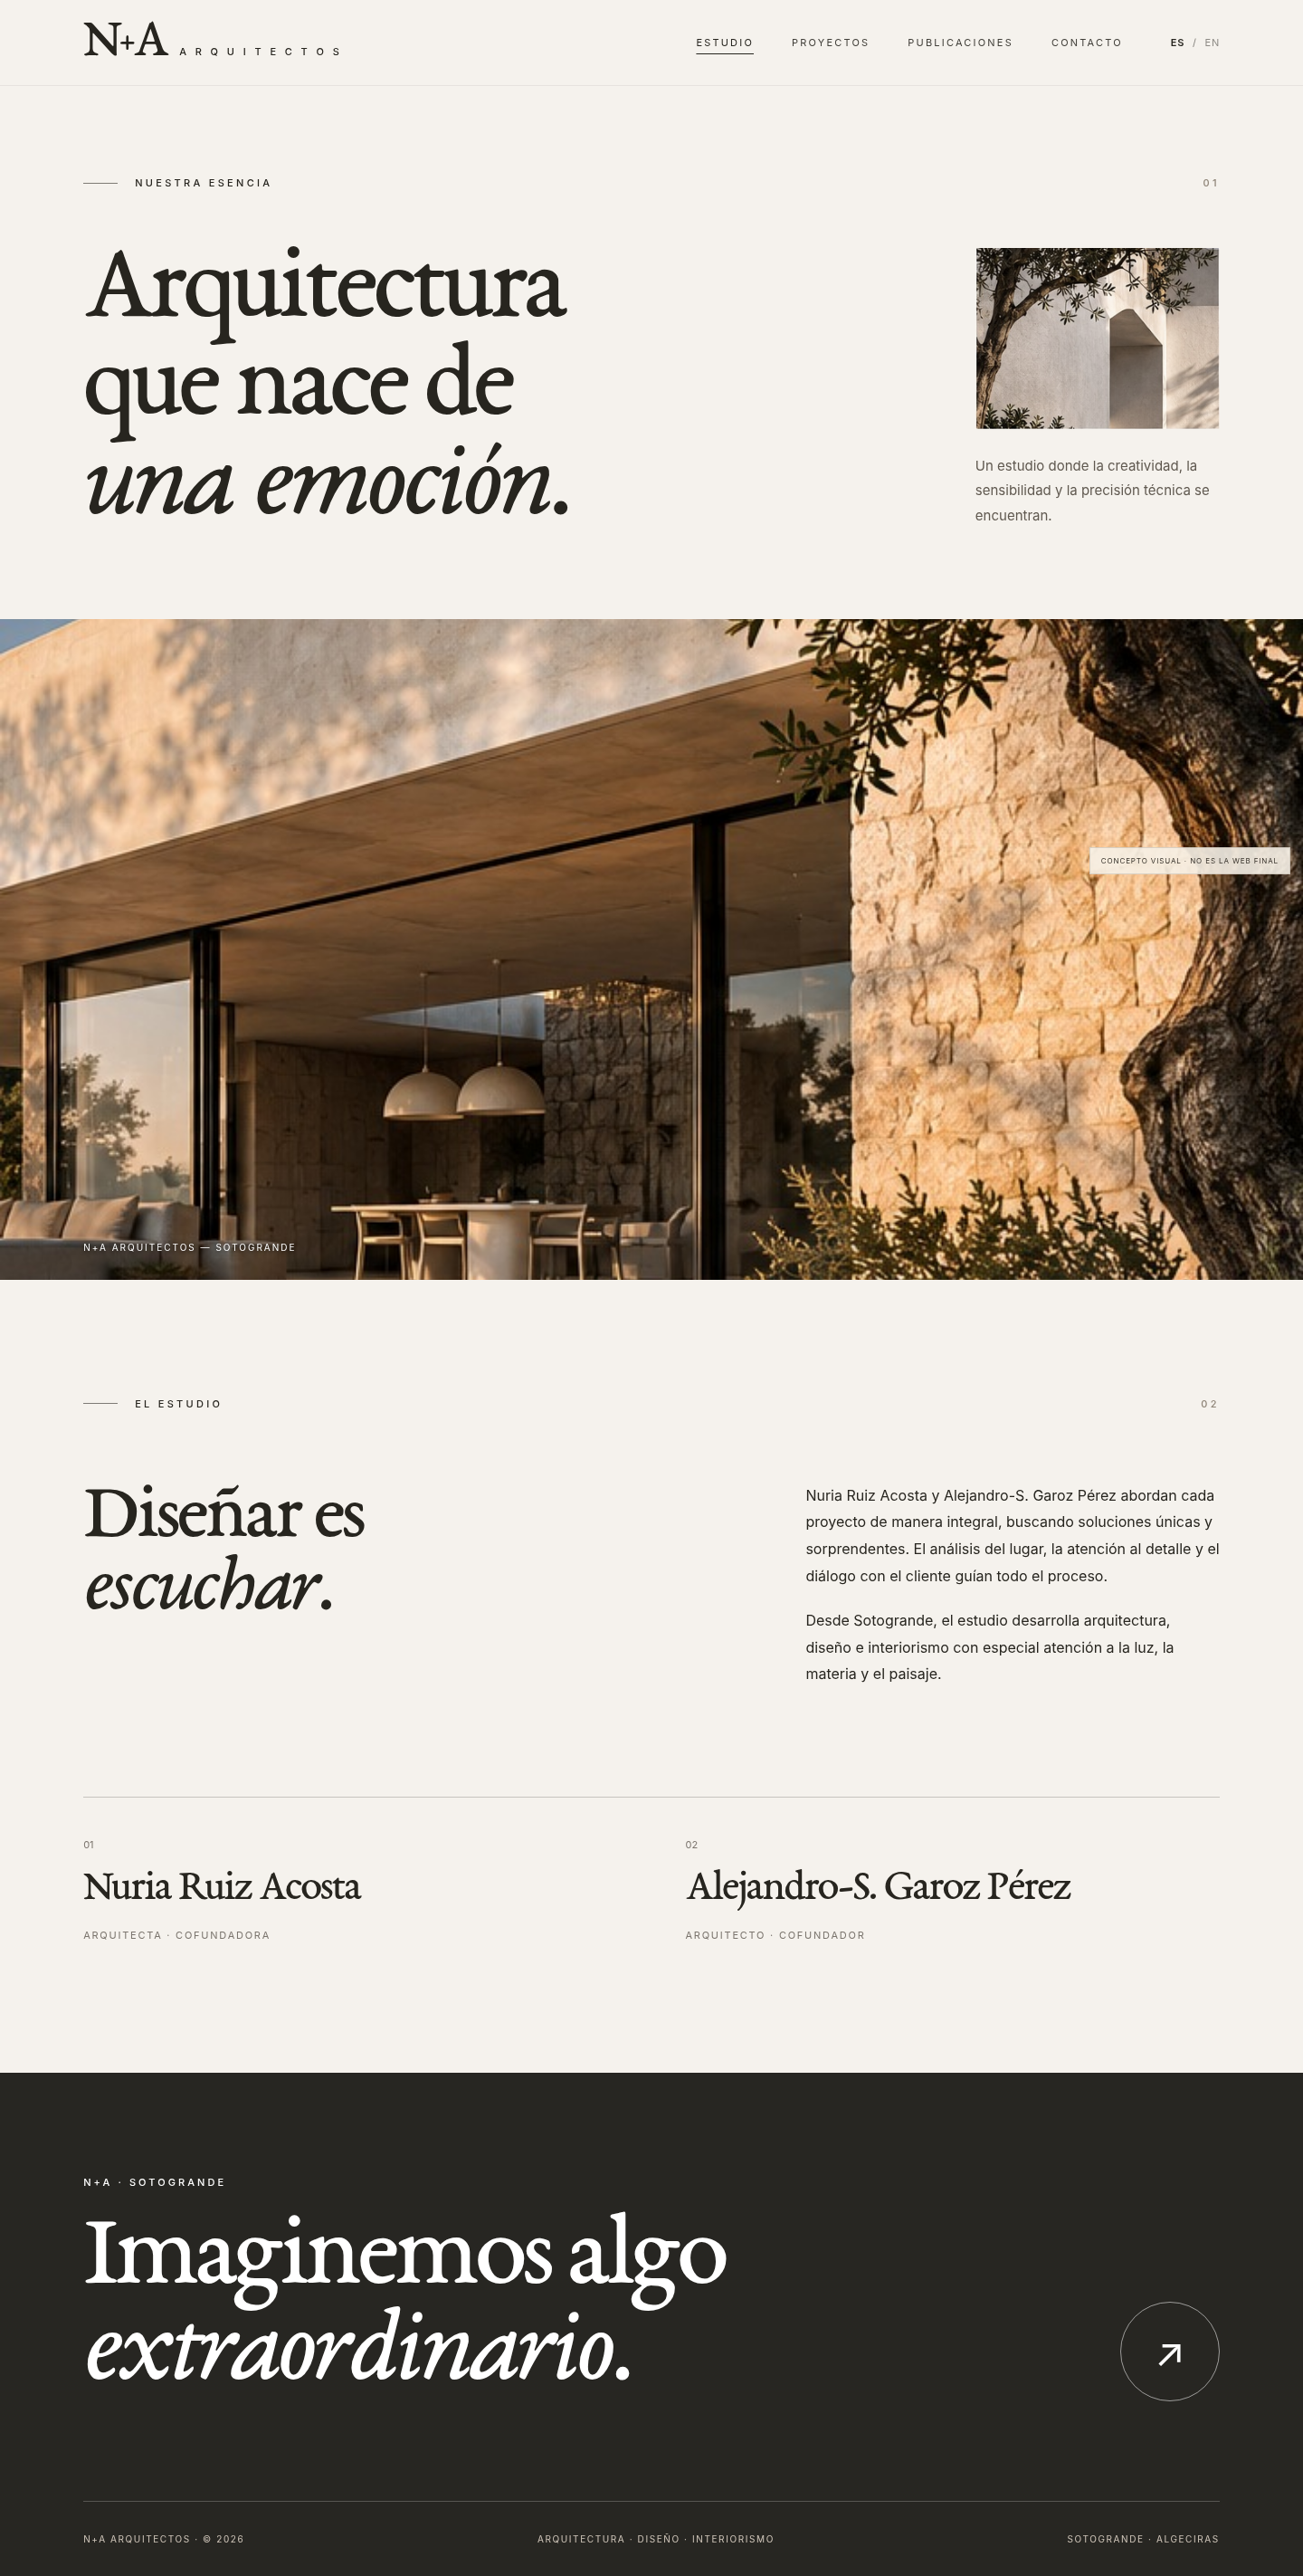 N+A ARQUITECTOS
ESTUDIO PROYECTOS PUBLICACIONES CONTACTO ES / EN
NUESTRA ESENCIA
01
Arquitectura
que nace de
una emoción.
Un estudio donde la creatividad, la
sensibilidad y la precisión técnica se
encuentran.
CONCEPTO VISUAL · NO ES LA WEB FINAL
N+A ARQUITECTOS — SOTOGRANDE
EL ESTUDIO
02
Diseñar es
escuchar.
Nuria Ruiz Acosta y Alejandro-S. Garoz Pérez abordan cada
proyecto de manera integral, buscando soluciones únicas y
sorprendentes. El análisis del lugar, la atención al detalle y el
diálogo con el cliente guían todo el proceso.
Desde Sotogrande, el estudio desarrolla arquitectura,
diseño e interiorismo con especial atención a la luz, la
materia y el paisaje.
01
Nuria Ruiz Acosta
ARQUITECTA · COFUNDADORA
02
Alejandro-S. Garoz Pérez
ARQUITECTO · COFUNDADOR
N+A · SOTOGRANDE
Imaginemos algo
extraordinario.
N+A ARQUITECTOS · © 2026
ARQUITECTURA · DISEÑO · INTERIORISMO
SOTOGRANDE · ALGECIRAS